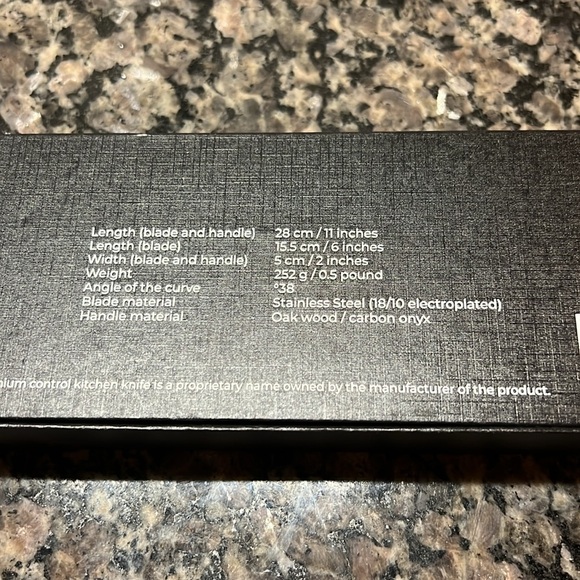 Length (blade and handle) 28 cm / 11 inches
Length (blade) 15.5 cm / 6 inches
Width (blade and handle) 5 cm / 2 inches
Weight 252 g / 0.5 pound
Angle of the curve °38
Blade material Stainless Steel (18/10 electroplated)
Handle material Oak wood / carbon onyx
control kitchen knife is a proprietary name owned by the manufacturer of the product.